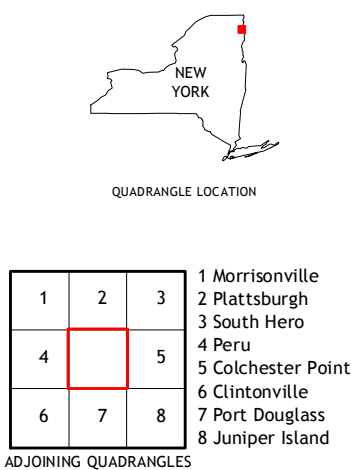 NEW
YORK
QUADRANGLE LOCATION
1 2 3
4 5
6 7 8
1 Morrisonville
2 Plattsburgh
3 South Hero
4 Peru
5 Colchester Point
6 Clintonville
7 Port Douglass
8 Juniper Island
ADJOINING QUADRANGLES